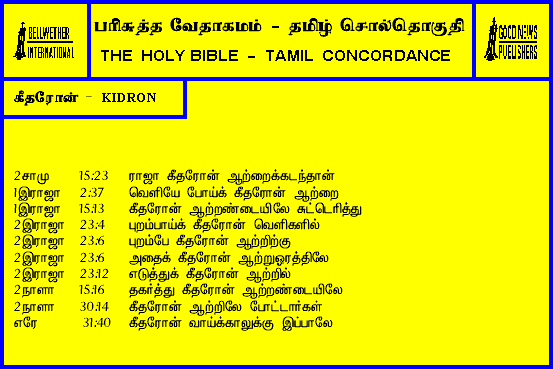 BELLWETHER
INTERNATIONAL
பரிசுத்த வேதாகமம் - தமிழ் சொல்தொகுதி
THE HOLY BIBLE - TAMIL CONCORDANCE
GOOD NEWS
PUBLISHERS
கீதரோன் - KIDRON
2சாமு 15:23 ராஜா கீதரோன் ஆற்றைக்கடந்தான்
1இராஜா 2:37 வெளியே போய்க் கீதரோன் ஆற்றை
1இராஜா 15:13 கீதரோன் ஆற்றண்டையிலே சுட்டெரித்து
2இராஜா 23:4 புறம்பாய்க் கீதரோன் வெளிகளில்
2இராஜா 23:6 புறம்பே கீதரோன் ஆற்றிற்கு
2இராஜா 23:6 அதைக் கீதரோன் ஆற்றுஓரத்திலே
2இராஜா 23:12 எடுத்துக் கீதரோன் ஆற்றில்
2நாளா 15:16 தகர்த்து கீதரோன் ஆற்றண்டையிலே
2நாளா 30:14 கீதரோன் ஆற்றிலே போட்டார்கள்
எரே 31:40 கீதரோன் வாய்க்காலுக்கு இப்பாலே